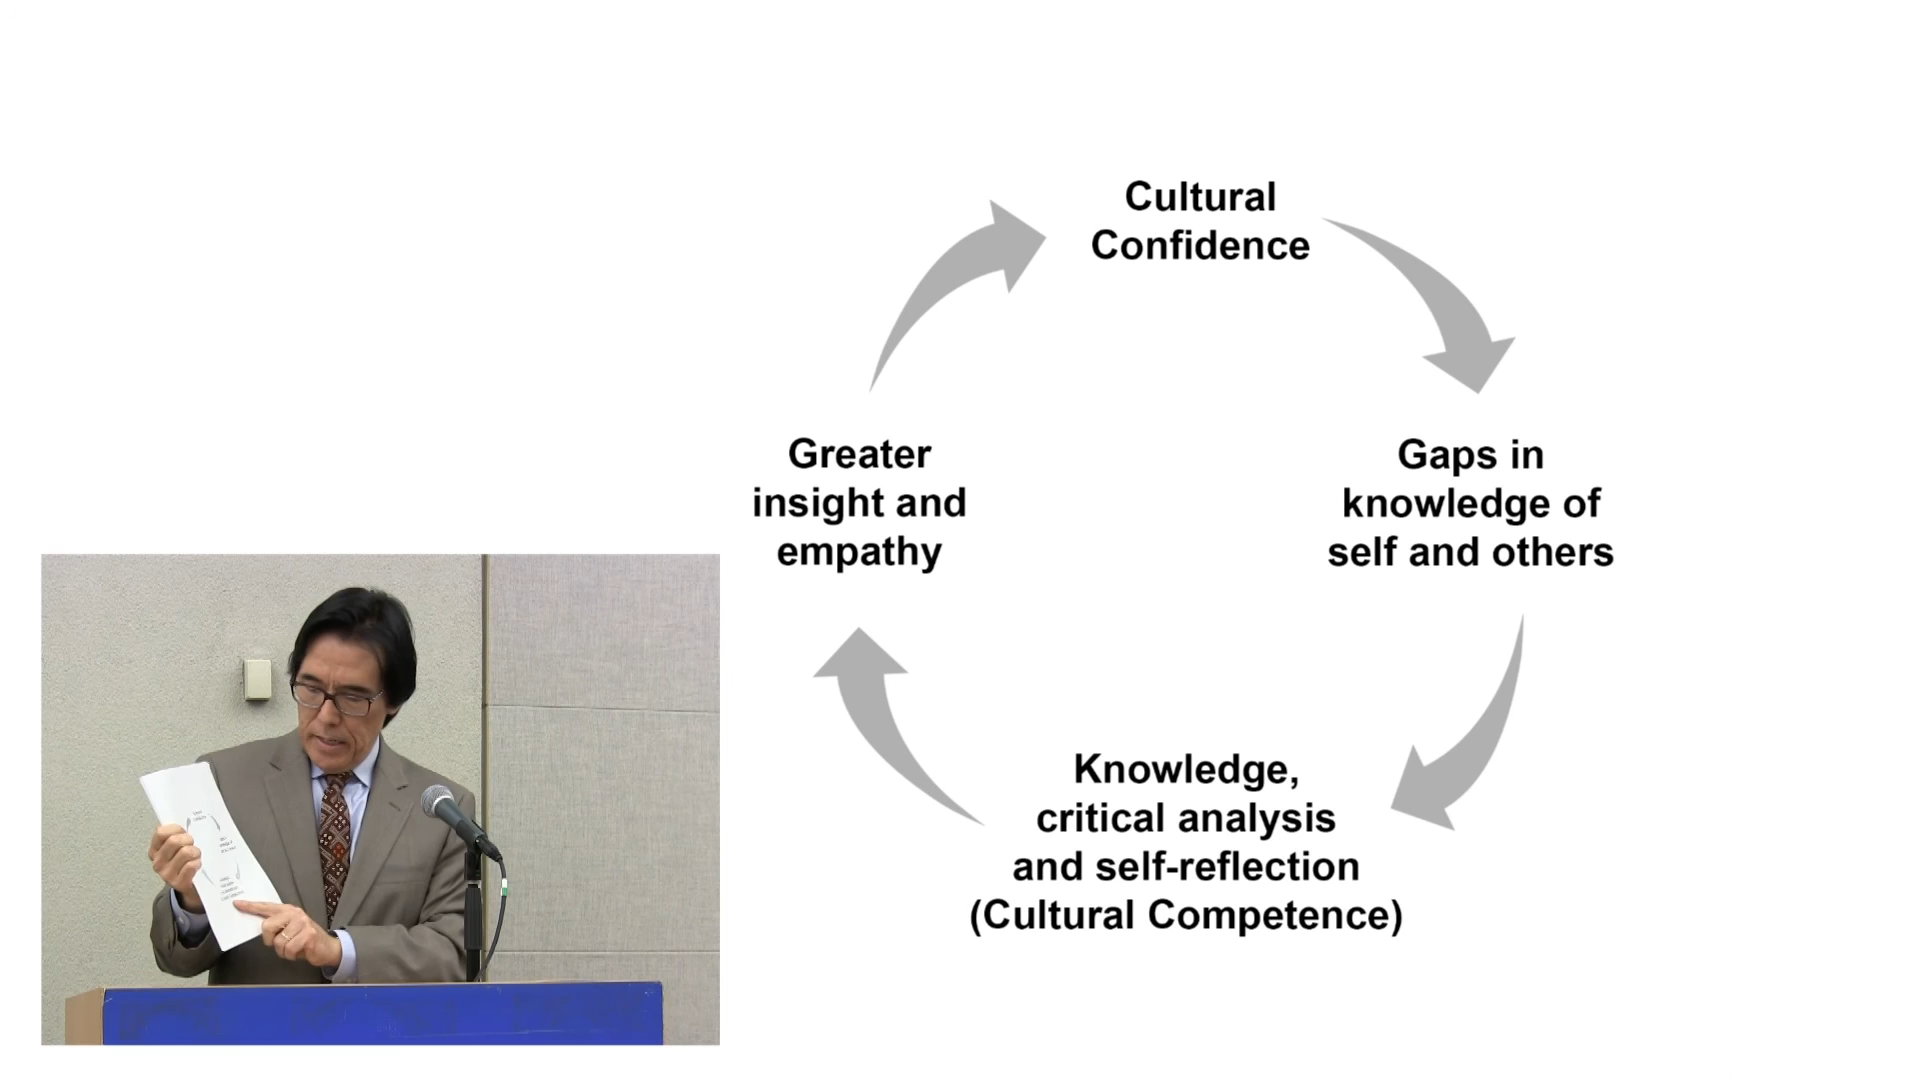 Cultural
Confidence
Gaps in
knowledge of
self and others
Knowledge,
critical analysis
and self-reflection
(Cultural Competence)
Greater
insight and
empathy